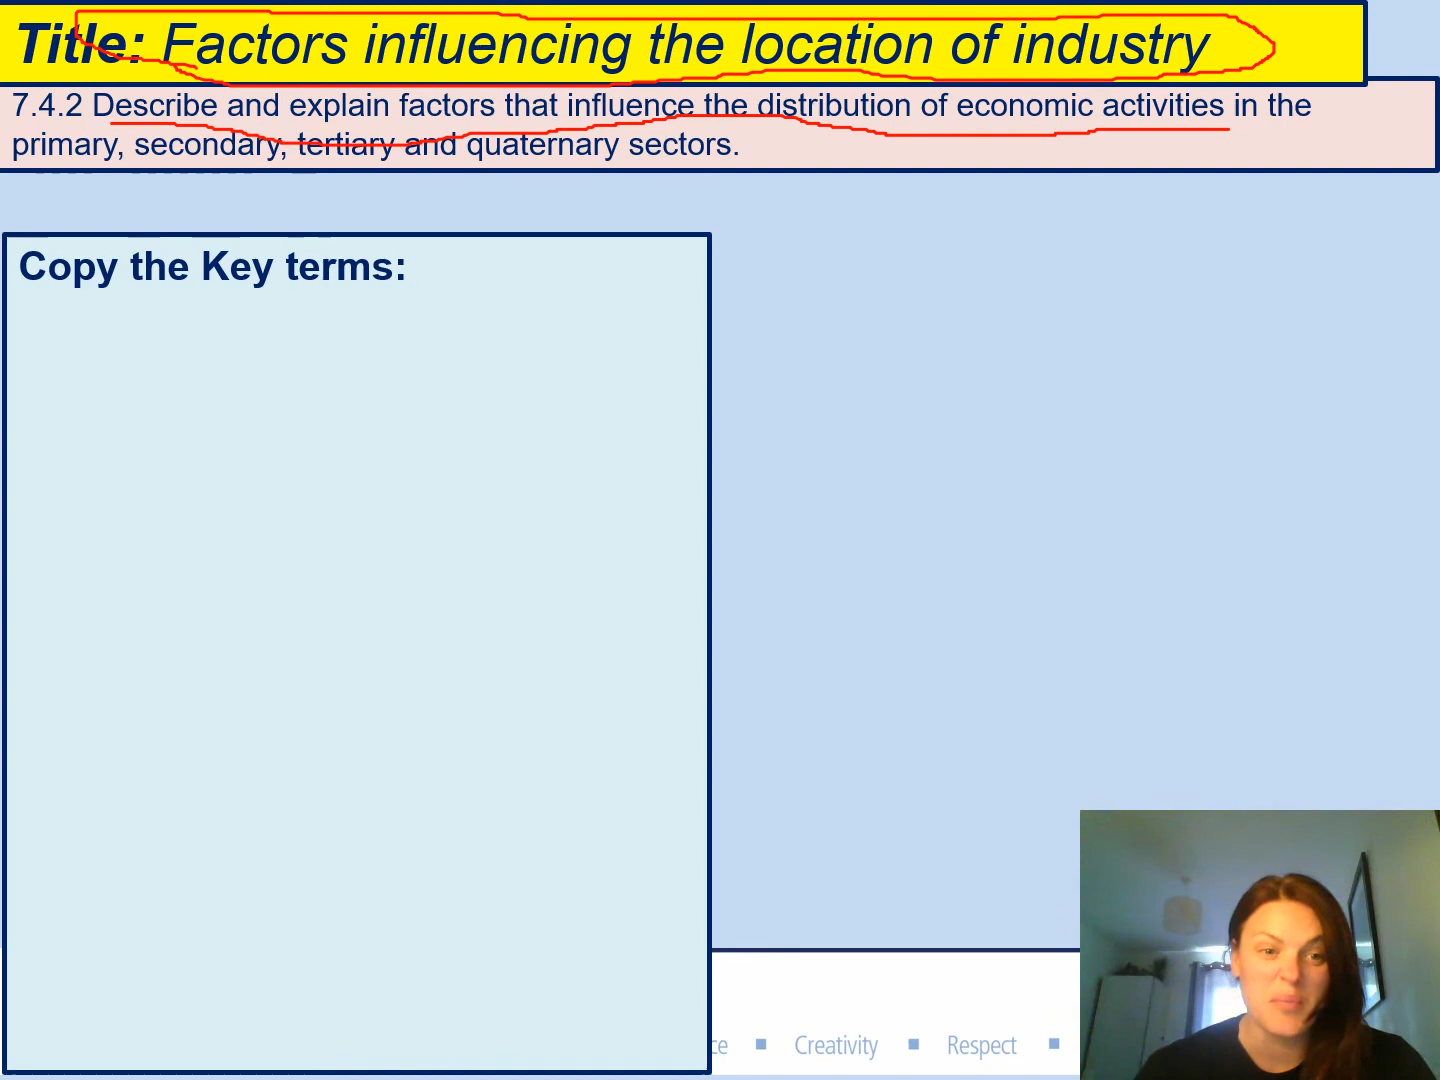 Title: Factors influencing the location of industry
7.4.2 Describe and explain factors that influence the distribution of economic activities in the
primary, secondary, tertiary and quaternary sectors.
Copy the Key terms:
ce ▪ Creativity ▪ Respect ▪